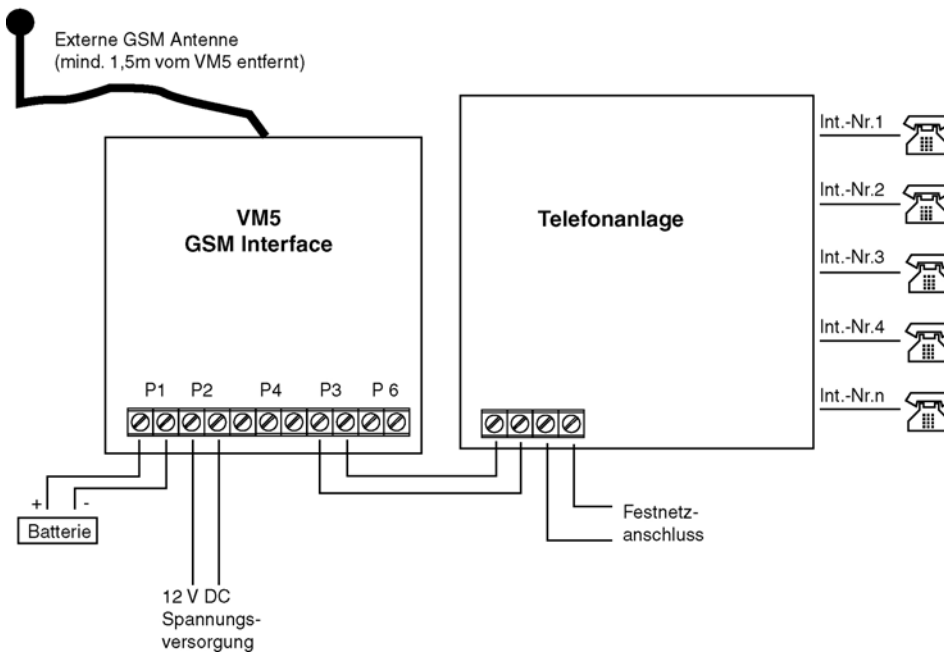 Externe GSM Antenne
(mind. 1,5m vom VM5 entfernt)
VM5
GSM Interface
Telefonanlage
Int.-Nr.1
Int.-Nr.2
Int.-Nr.3
Int.-Nr.4
Int.-Nr.n
P1 P2 P4 P3 P 6
+ -
Batterie
12 V DC
Spannungs-
versorgung
Festnetz-
anschluss